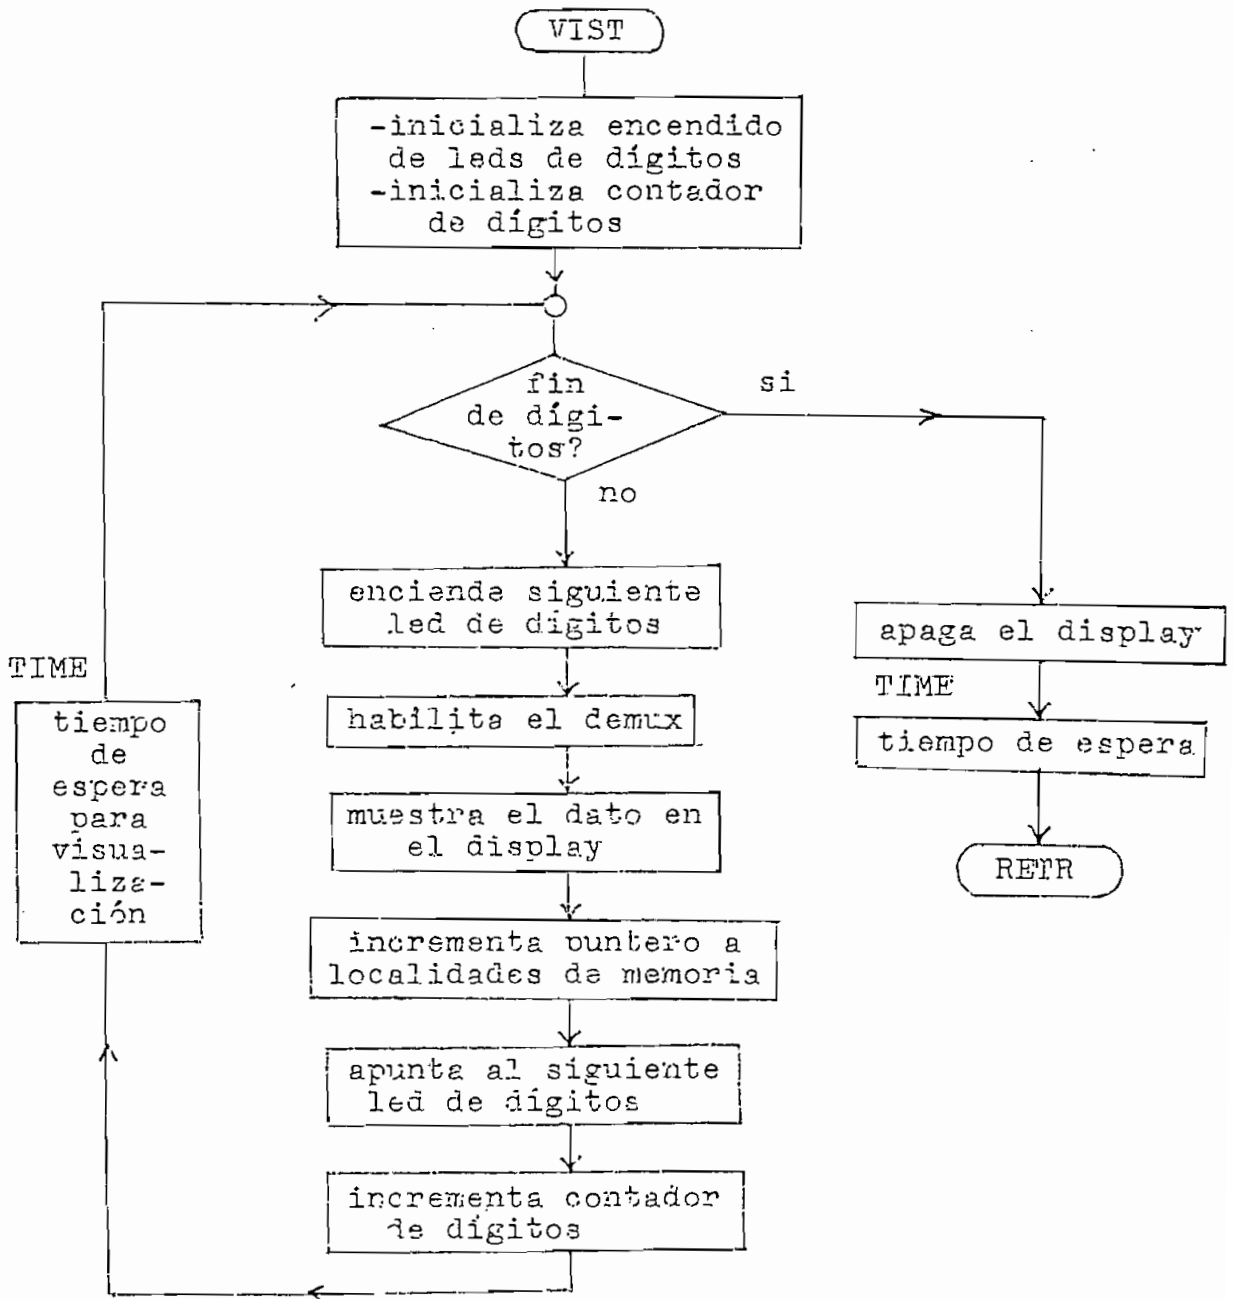 VIST
-inicializa encendido
de leds de dígitos
-inicializa contador
de dígitos
fin
de dígi-
tos?
si
no
enciende siguiente
led de digitos
habilita el demux
muestra el dato en
el display
incrementa puntero a
localidades de memoria
apunta al siguiente
led de dígitos
incrementa contador
de dígitos
TIME
tiempo
de
espera
para
visua-
liza-
ción
apaga el display
TIME
tiempo de espera
RETR